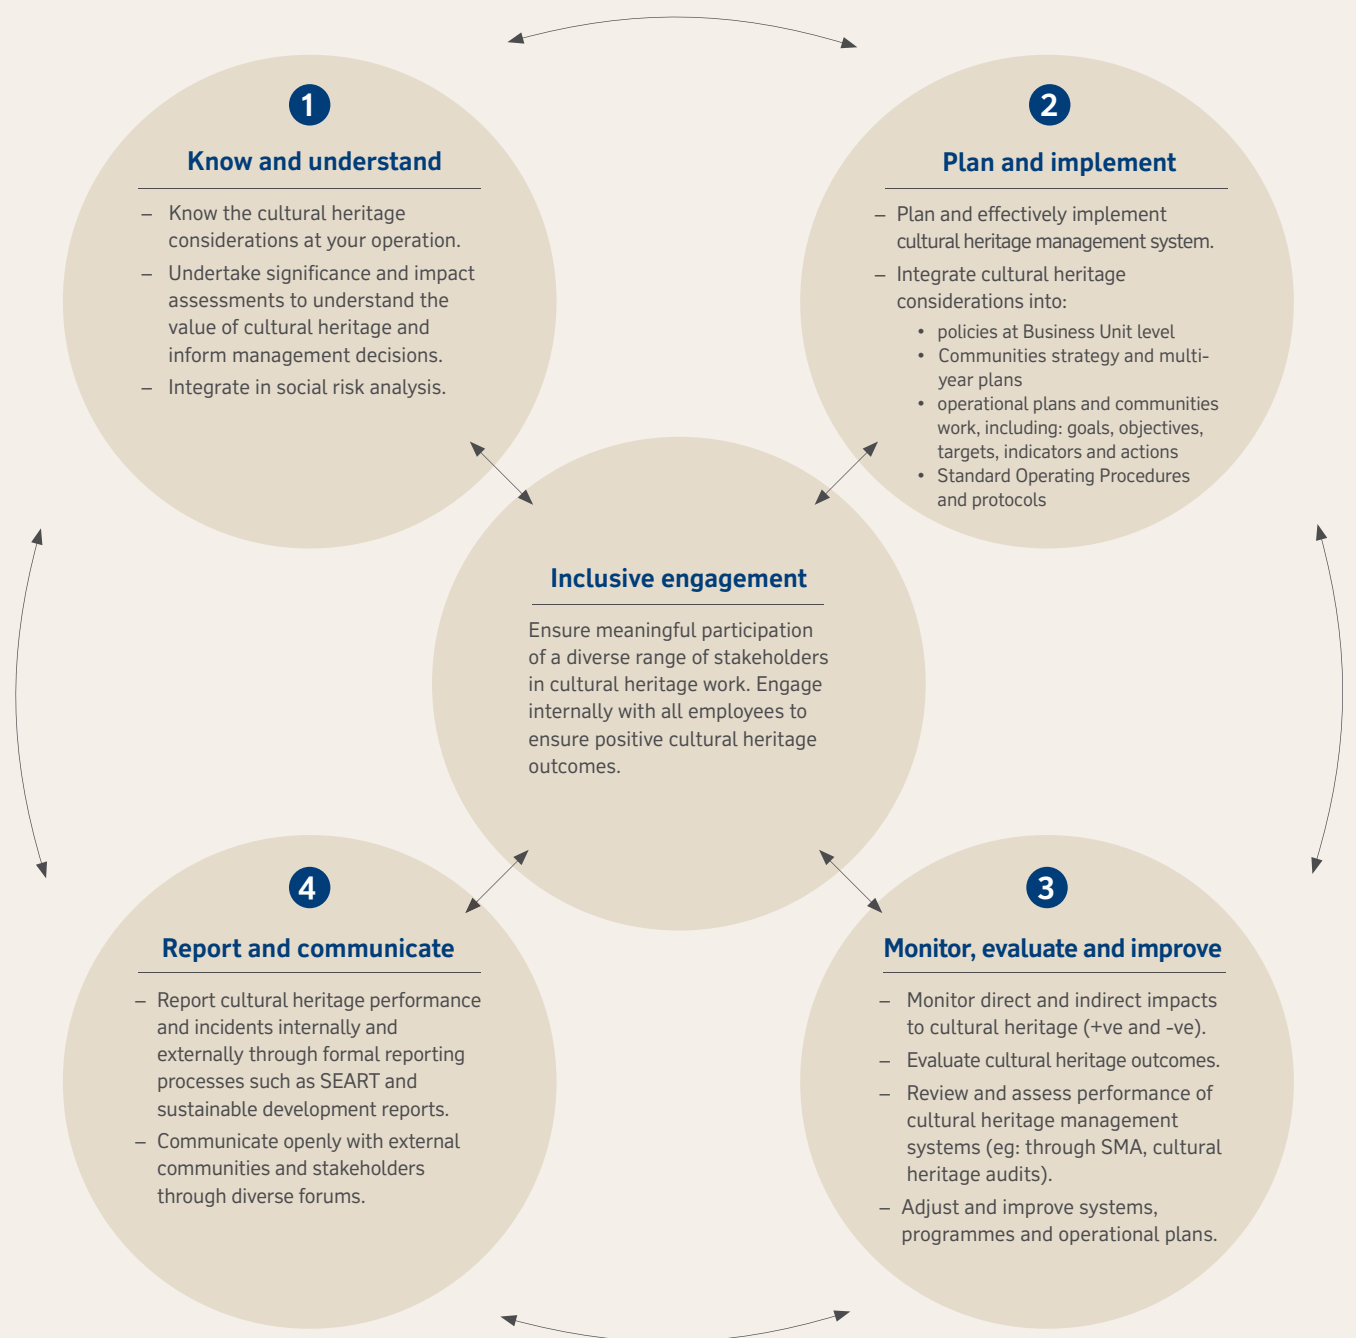 1
Know and understand
– Know the cultural heritage
considerations at your operation.
– Undertake significance and impact
assessments to understand the
value of cultural heritage and
inform management decisions.
– Integrate in social risk analysis.
2
Plan and implement
– Plan and effectively implement
cultural heritage management system.
– Integrate cultural heritage
considerations into:
• policies at Business Unit level
• Communities strategy and multi-
year plans
• operational plans and communities
work, including: goals, objectives,
targets, indicators and actions
• Standard Operating Procedures
and protocols
Inclusive engagement
Ensure meaningful participation
of a diverse range of stakeholders
in cultural heritage work. Engage
internally with all employees to
ensure positive cultural heritage
outcomes.
4
Report and communicate
– Report cultural heritage performance
and incidents internally and
externally through formal reporting
processes such as SEART and
sustainable development reports.
– Communicate openly with external
communities and stakeholders
through diverse forums.
3
Monitor, evaluate and improve
– Monitor direct and indirect impacts
to cultural heritage (+ve and -ve).
– Evaluate cultural heritage outcomes.
– Review and assess performance of
cultural heritage management
systems (eg: through SMA, cultural
heritage audits).
– Adjust and improve systems,
programmes and operational plans.